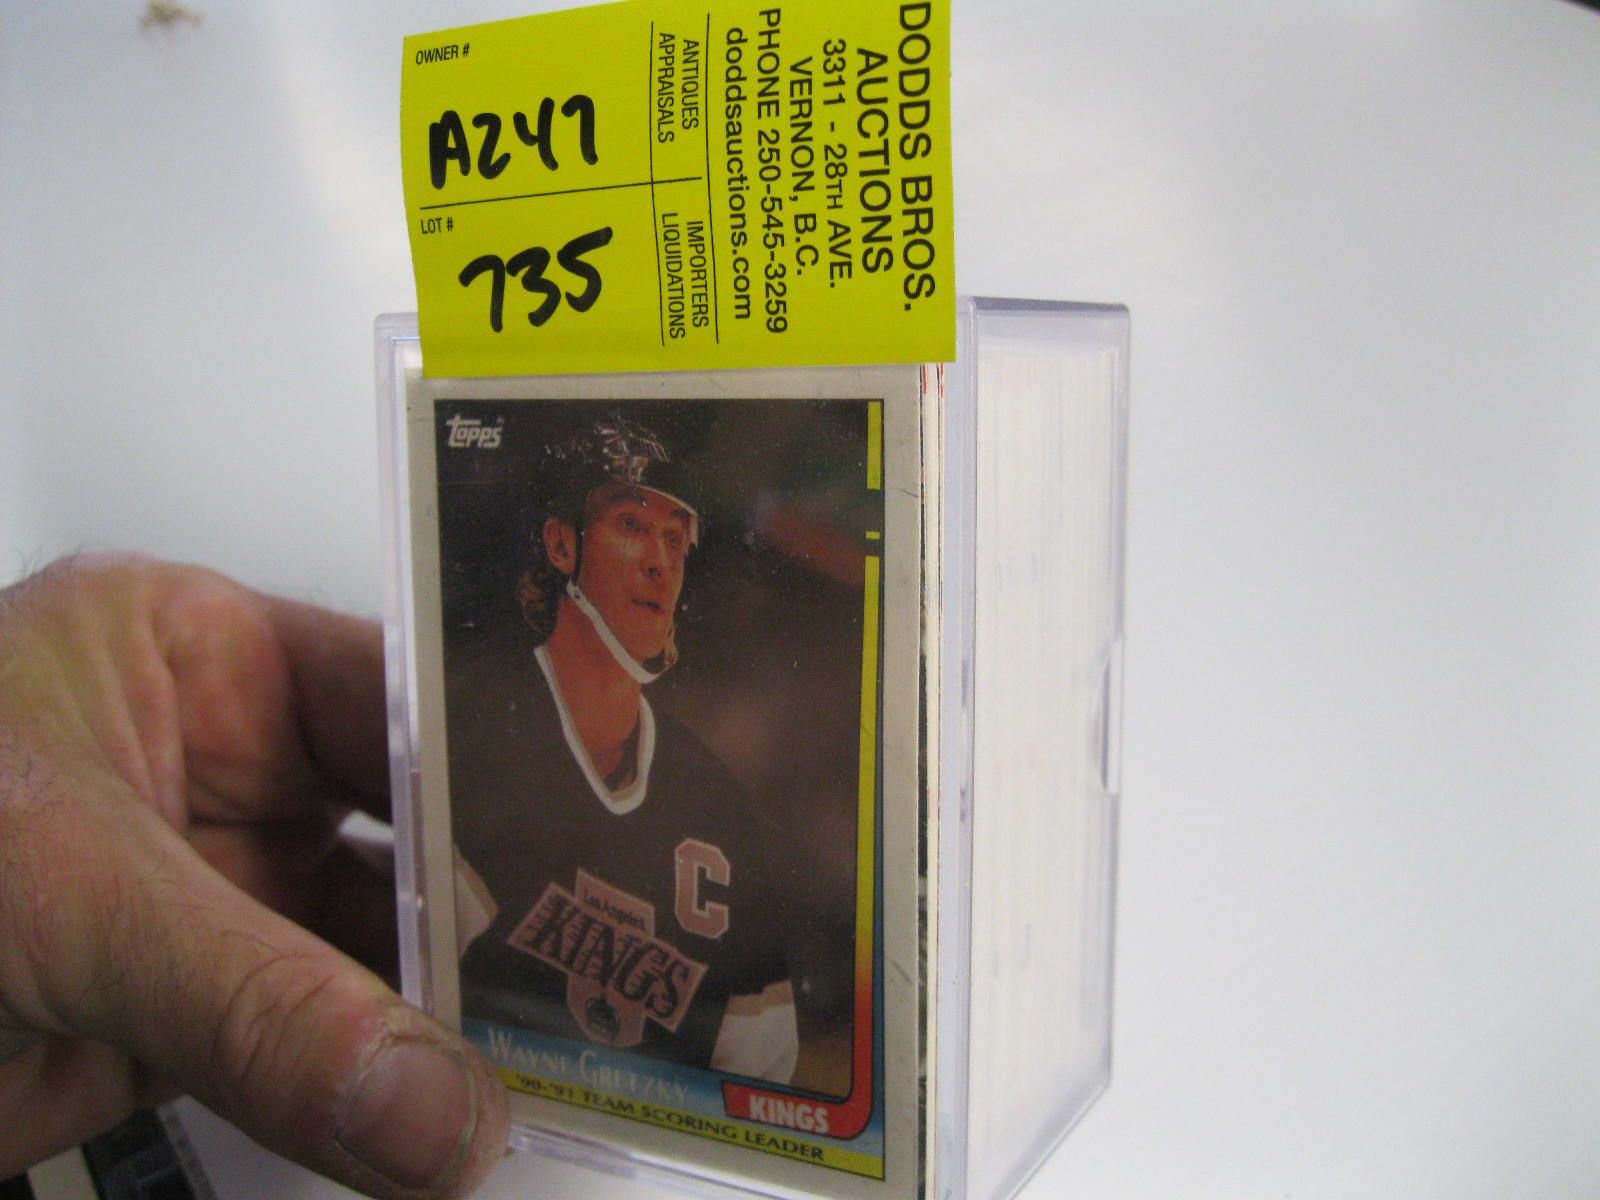 OWNER #
A247
LOT #
735
ANTIQUES
APPRAISALS
IMPORTERS
LIQUIDATIONS
DODDS BROS.
AUCTIONS
3311 - 28TH AVE.
VERNON, B.C.
PHONE 250-545-3259
doddsauctions.com
topps
C
Los Angeles
KINGS
WAYNE GRETZKY
KINGS
'90-'91 TEAM SCORING LEADER